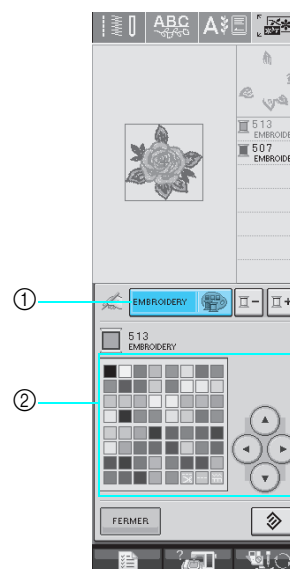 ABC A
513
EMBROIDE
507
EMBROIDE
① EMBROIDERY
513
EMBROIDERY
②
FERMER
?